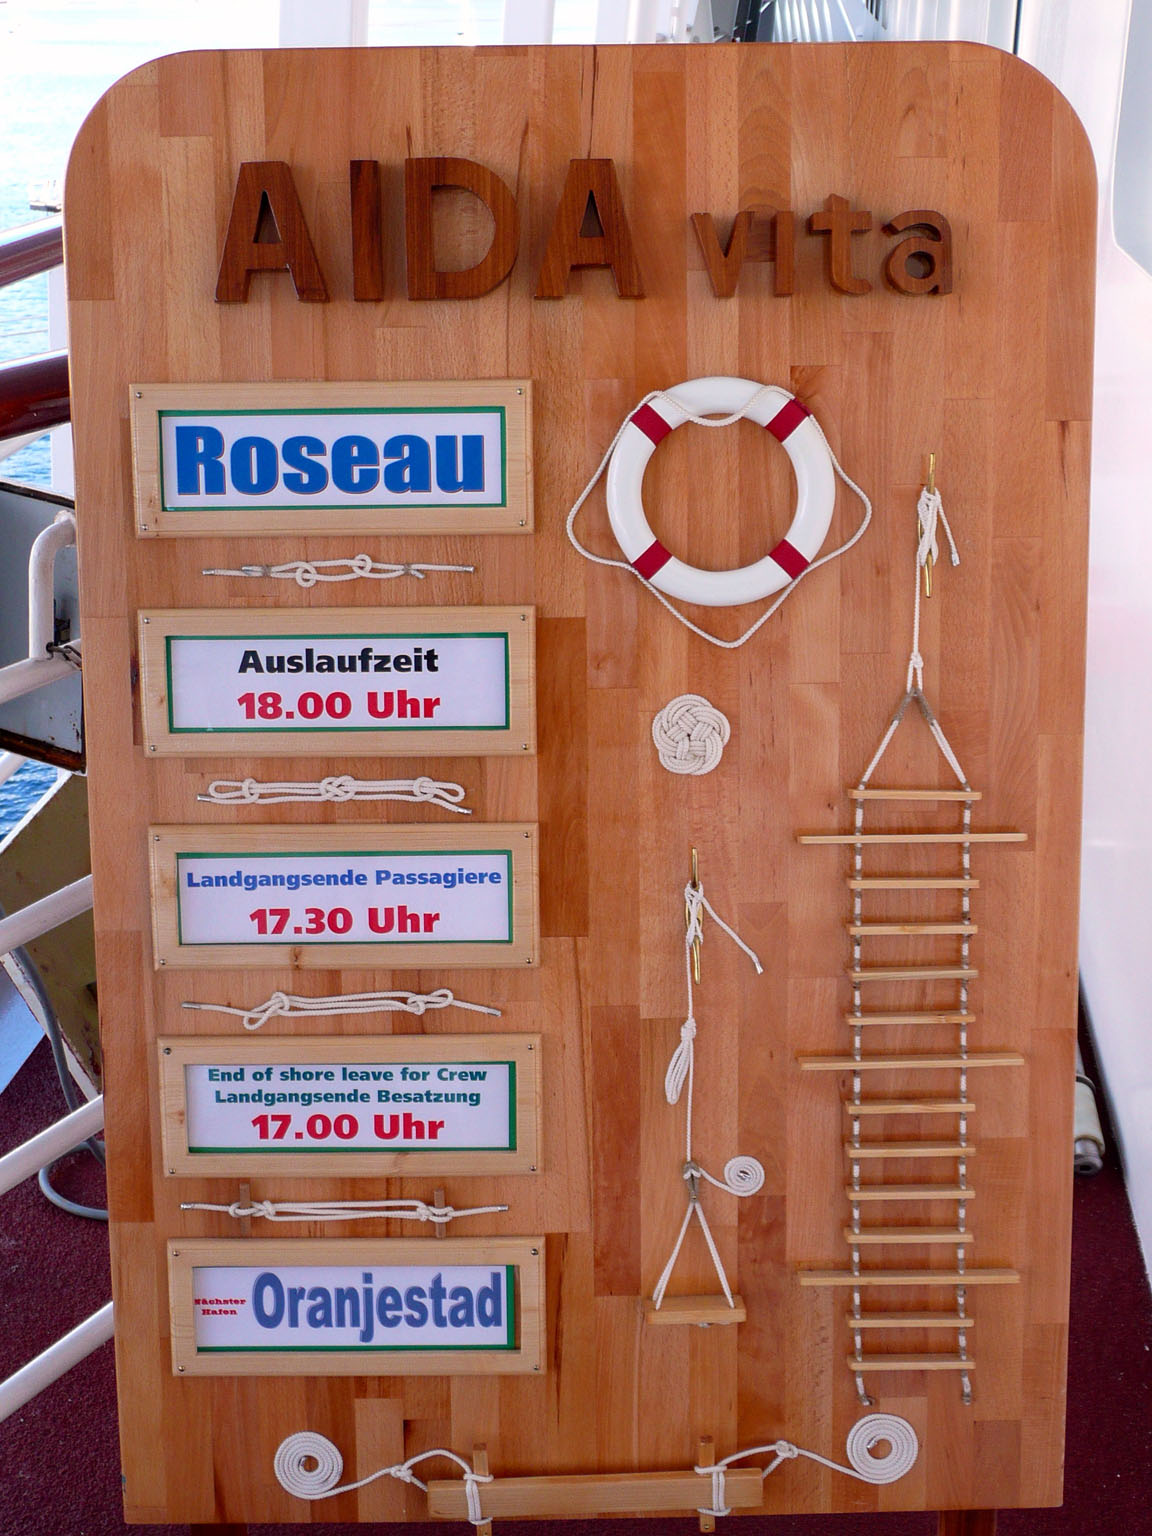 AIDA vita
Roseau
Auslaufzeit
18.00 Uhr
Landgangsende Passagiere
17.30 Uhr
End of shore leave for Crew
Landgangsende Besatzung
17.00 Uhr
Nächster
Hafen
Oranjestad